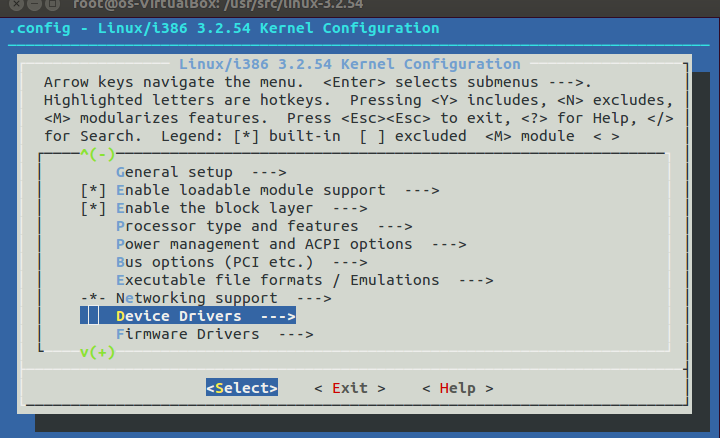 root@os-VirtualBox: /usr/src/linux-3.2.54
.config - Linux/i386 3.2.54 Kernel Configuration
Linux/i386 3.2.54 Kernel Configuration
Arrow keys navigate the menu.  <Enter> selects submenus --->.
Highlighted letters are hotkeys.  Pressing <Y> includes, <N> excludes,
<M> modularizes features.  Press <Esc><Esc> to exit, <?> for Help, </>
for Search.  Legend: [*] built-in  [ ] excluded  <M> module  < >
^(-)
General setup  --->
[*] Enable loadable module support  --->
[*] Enable the block layer  --->
Processor type and features  --->
Power management and ACPI options  --->
Bus options (PCI etc.)  --->
Executable file formats / Emulations  --->
-*- Networking support  --->
Device Drivers  --->
Firmware Drivers  --->
v(+)
<Select>    < Exit >    < Help >